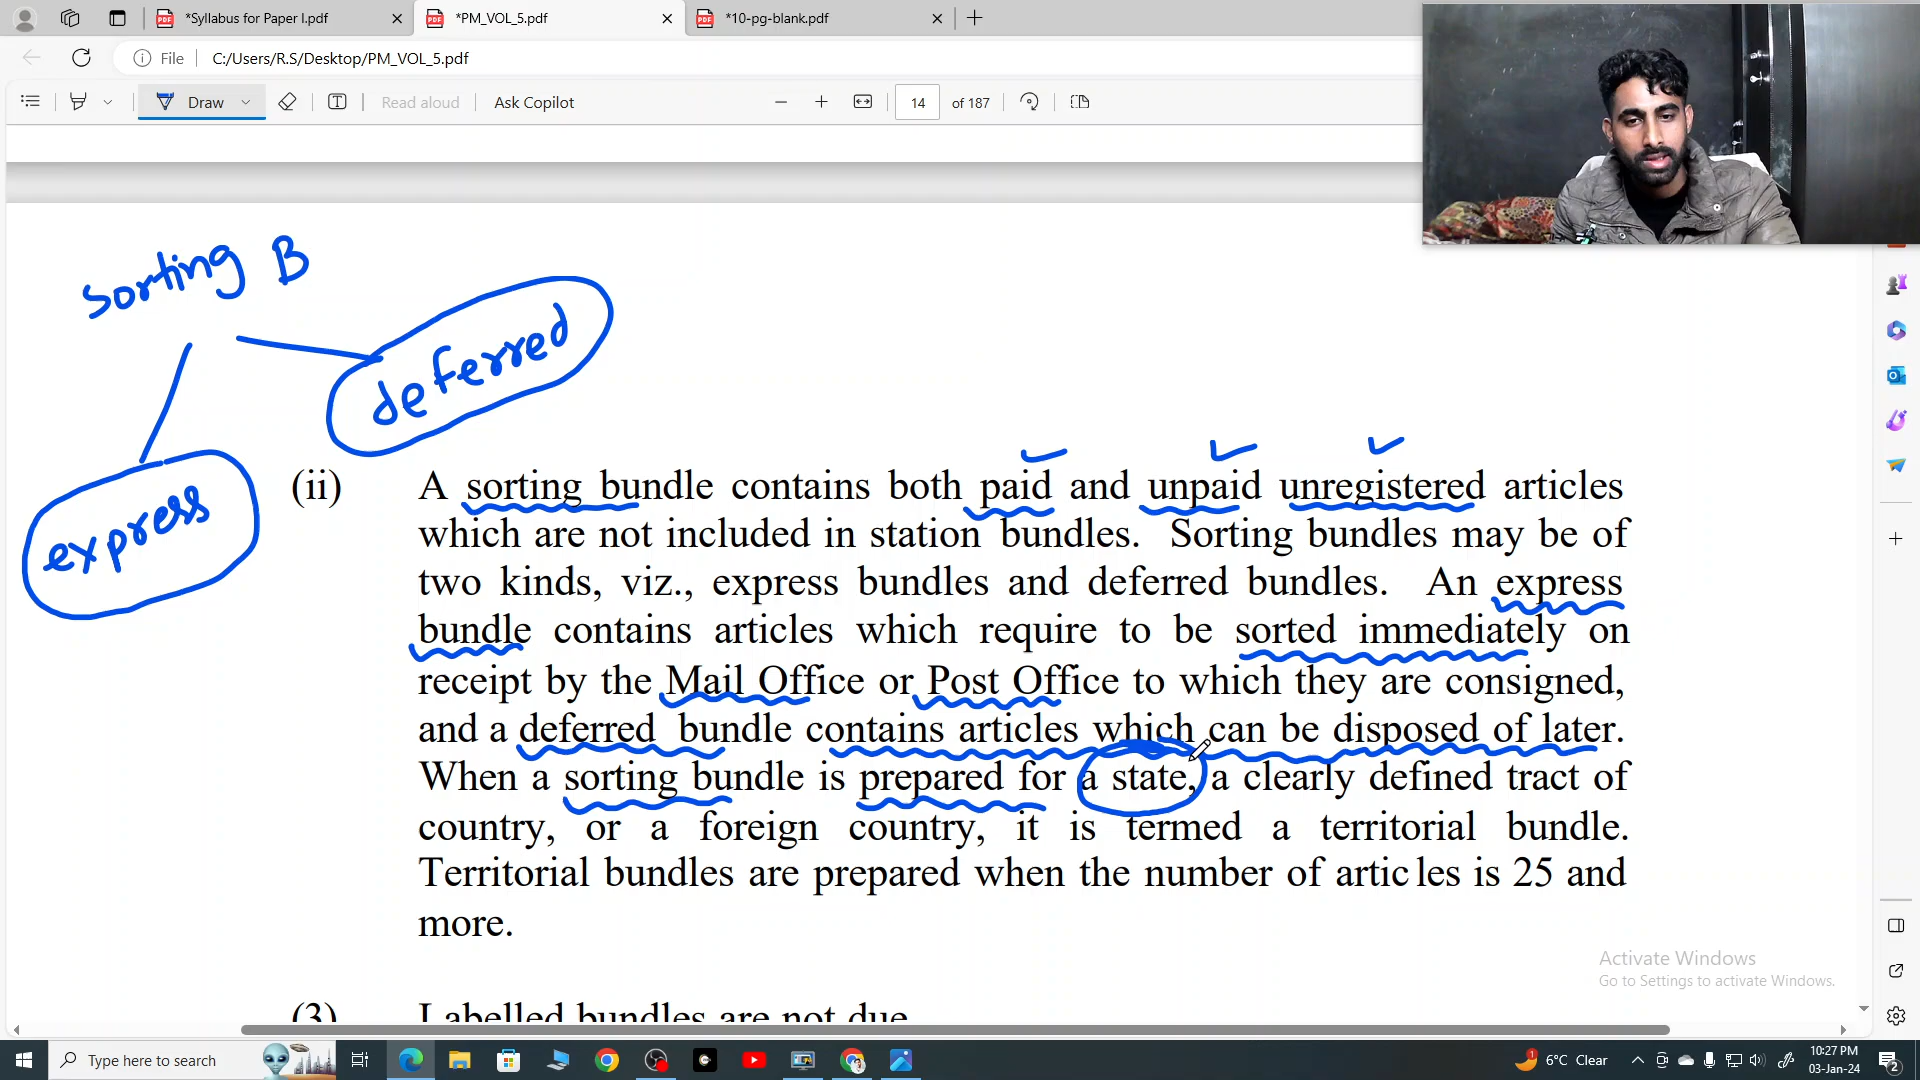 *Syllabus for Paper I.pdf
*PM_VOL_5.pdf
*10-pg-blank.pdf
File
C:/Users/R.S/Desktop/PM_VOL_5.pdf
Draw
Read aloud
Ask Copilot
14
of 187
sorting B
deferred
express
(ii) A sorting bundle contains both paid and unpaid unregistered articles
which are not included in station bundles. Sorting bundles may be of
two kinds, viz., express bundles and deferred bundles. An express
bundle contains articles which require to be sorted immediately on
receipt by the Mail Office or Post Office to which they are consigned,
and a deferred bundle contains articles which can be disposed of later.
When a sorting bundle is prepared for a state, a clearly defined tract of
country, or a foreign country, it is termed a territorial bundle.
Territorial bundles are prepared when the number of articles is 25 and
more.
Activate Windows
Go to Settings to activate Windows.
(3) Labelled bundles are not due
Type here to search
6°C Clear
10:27 PM
03-Jan-24
2